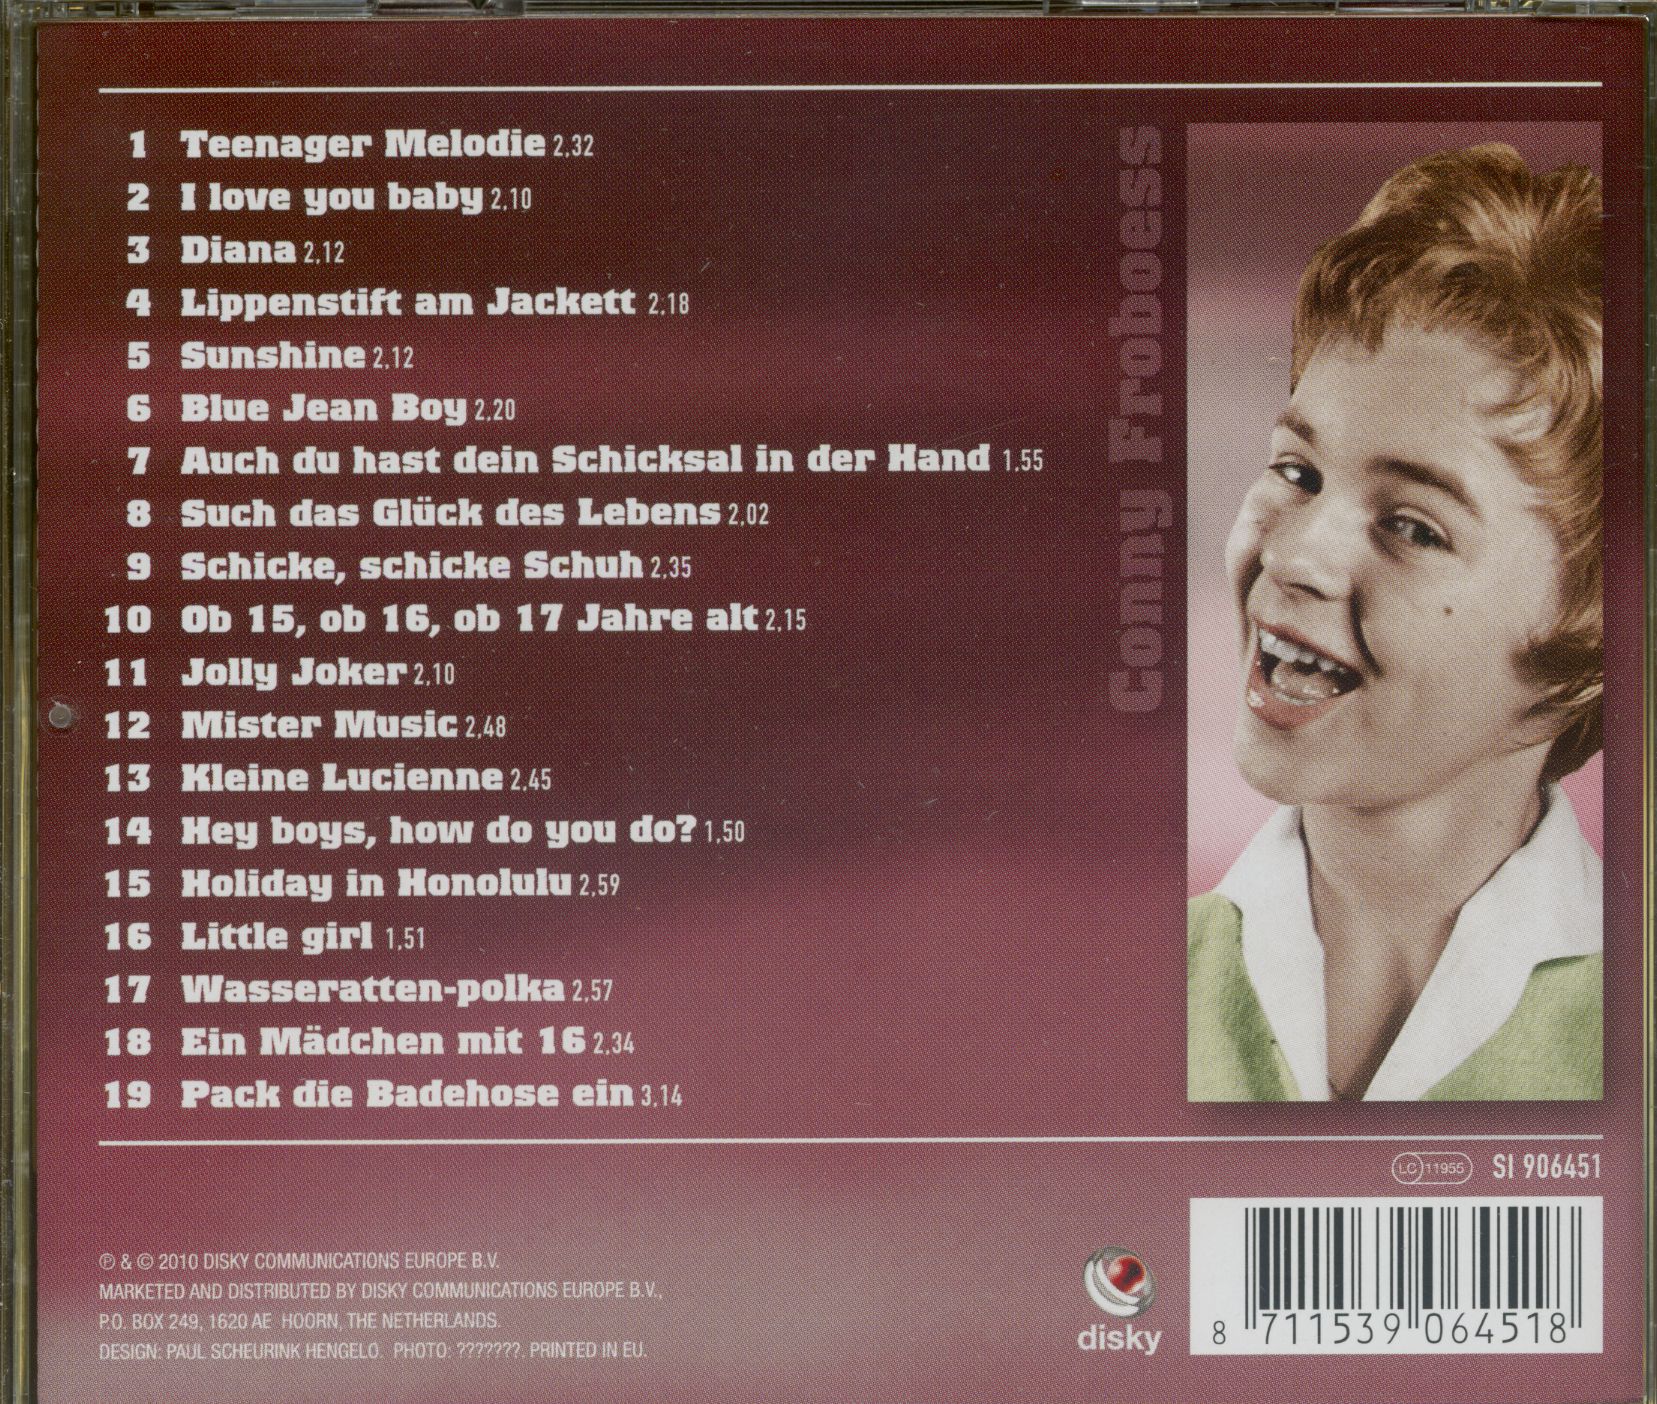 1 Teenager Melodie 2.32
2 I love you baby 2.10
3 Diana 2.12
4 Lippenstift am Jackett 2.18
5 Sunshine 2.12
6 Blue Jean Boy 2.20
7 Auch du hast dein Schicksal in der Hand 1.55
8 Such das Glück des Lebens 2.02
9 Schicke, schicke Schuh 2.35
10 Ob 15, ob 16, ob 17 Jahre alt 2.15
11 Jolly Joker 2.10
12 Mister Music 2.48
13 Kleine Lucienne 2.45
14 Hey boys, how do you do? 1.50
15 Holiday in Honolulu 2.59
16 Little girl 1.51
17 Wasseratten-polka 2.57
18 Ein Mädchen mit 16 2.34
19 Pack die Badehose ein 3.14
Conny Froboess
LC 11955 SI 906451
℗ & © 2010 DISKY COMMUNICATIONS EUROPE B.V.
MARKETED AND DISTRIBUTED BY DISKY COMMUNICATIONS EUROPE B.V.,
P.O. BOX 249, 1620 AE HOORN, THE NETHERLANDS.
DESIGN: PAUL SCHEURINK HENGELO. PHOTO: ???????. PRINTED IN EU.
disky
8 711539 064518